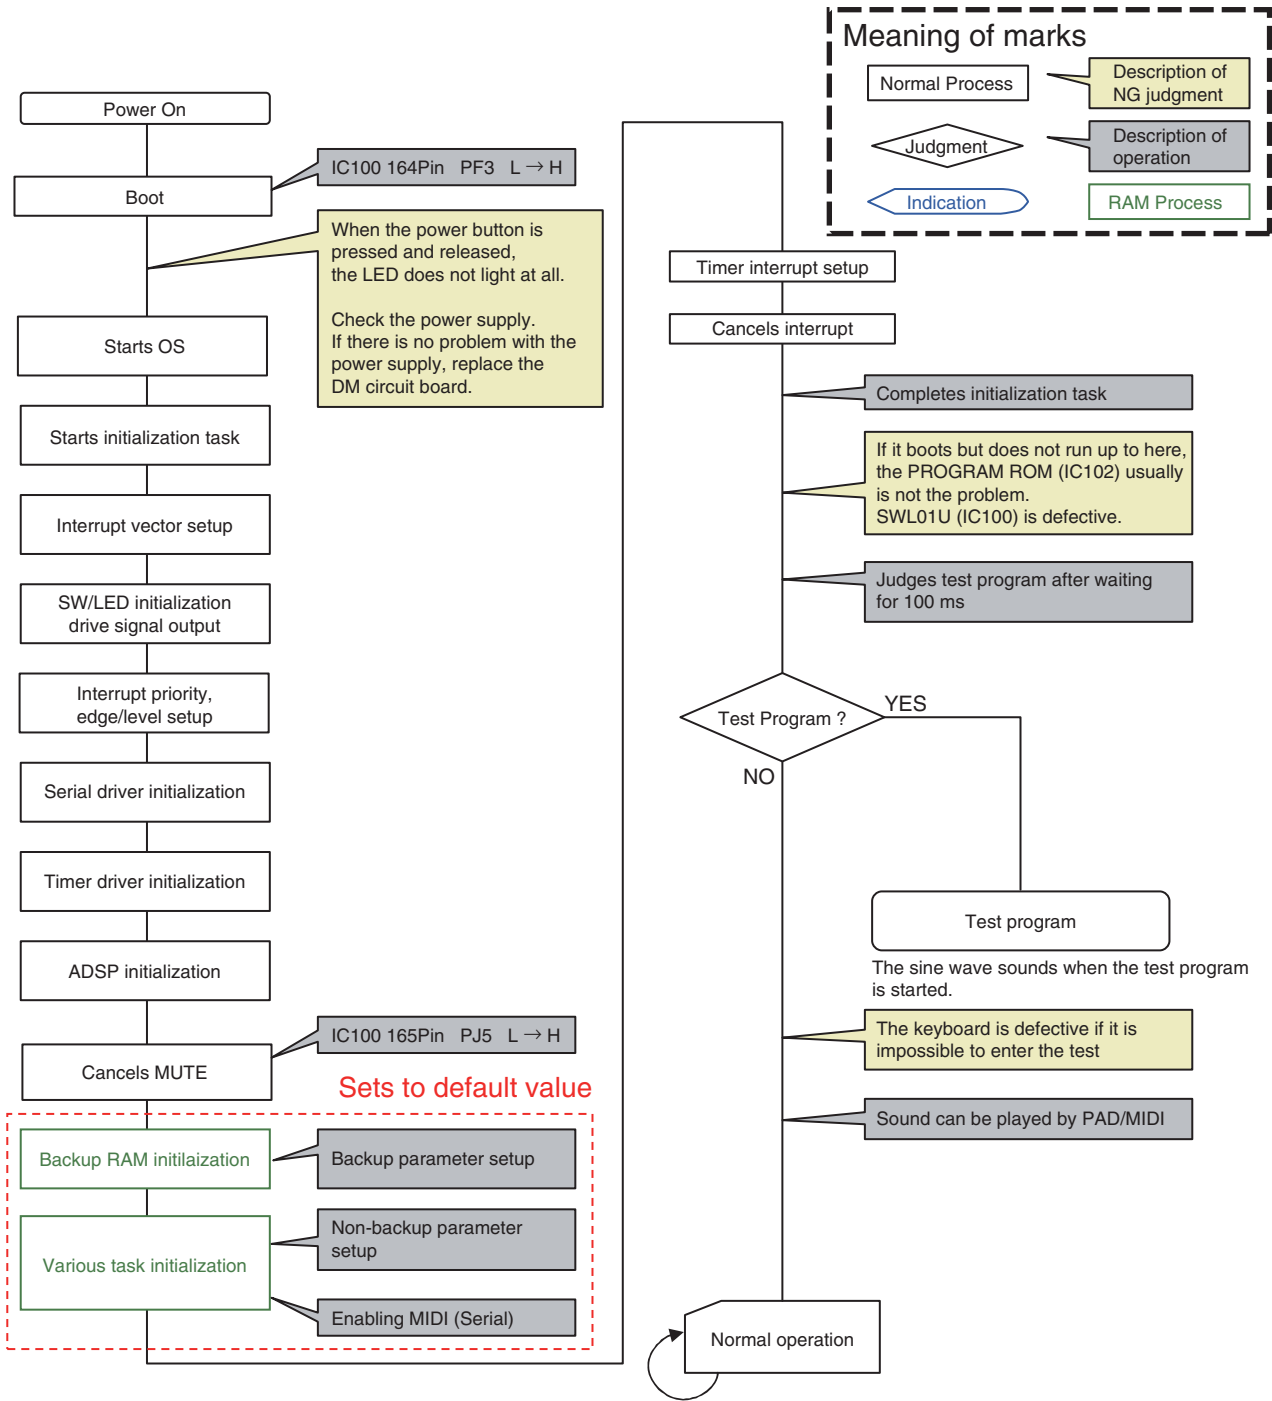 Meaning of marks
Normal Process
Description of
NG judgment
Judgment
Description of
operation
Indication
RAM Process
Power On
Boot
IC100 164Pin PF3 L → H
When the power button is
pressed and released,
the LED does not light at all.
Check the power supply.
If there is no problem with the
power supply, replace the
DM circuit board.
Starts OS
Starts initialization task
Interrupt vector setup
SW/LED initialization
drive signal output
Interrupt priority,
edge/level setup
Serial driver initialization
Timer driver initialization
ADSP initialization
Cancels MUTE
IC100 165Pin PJ5 L → H
Sets to default value
Backup RAM initilaization
Backup parameter setup
Various task initialization
Non-backup parameter
setup
Enabling MIDI (Serial)
Timer interrupt setup
Cancels interrupt
Completes initialization task
If it boots but does not run up to here,
the PROGRAM ROM (IC102) usually
is not the problem.
SWL01U (IC100) is defective.
Judges test program after waiting
for 100 ms
Test Program ?
YES
NO
Test program
The sine wave sounds when the test program
is started.
The keyboard is defective if it is
impossible to enter the test
Sound can be played by PAD/MIDI
Normal operation